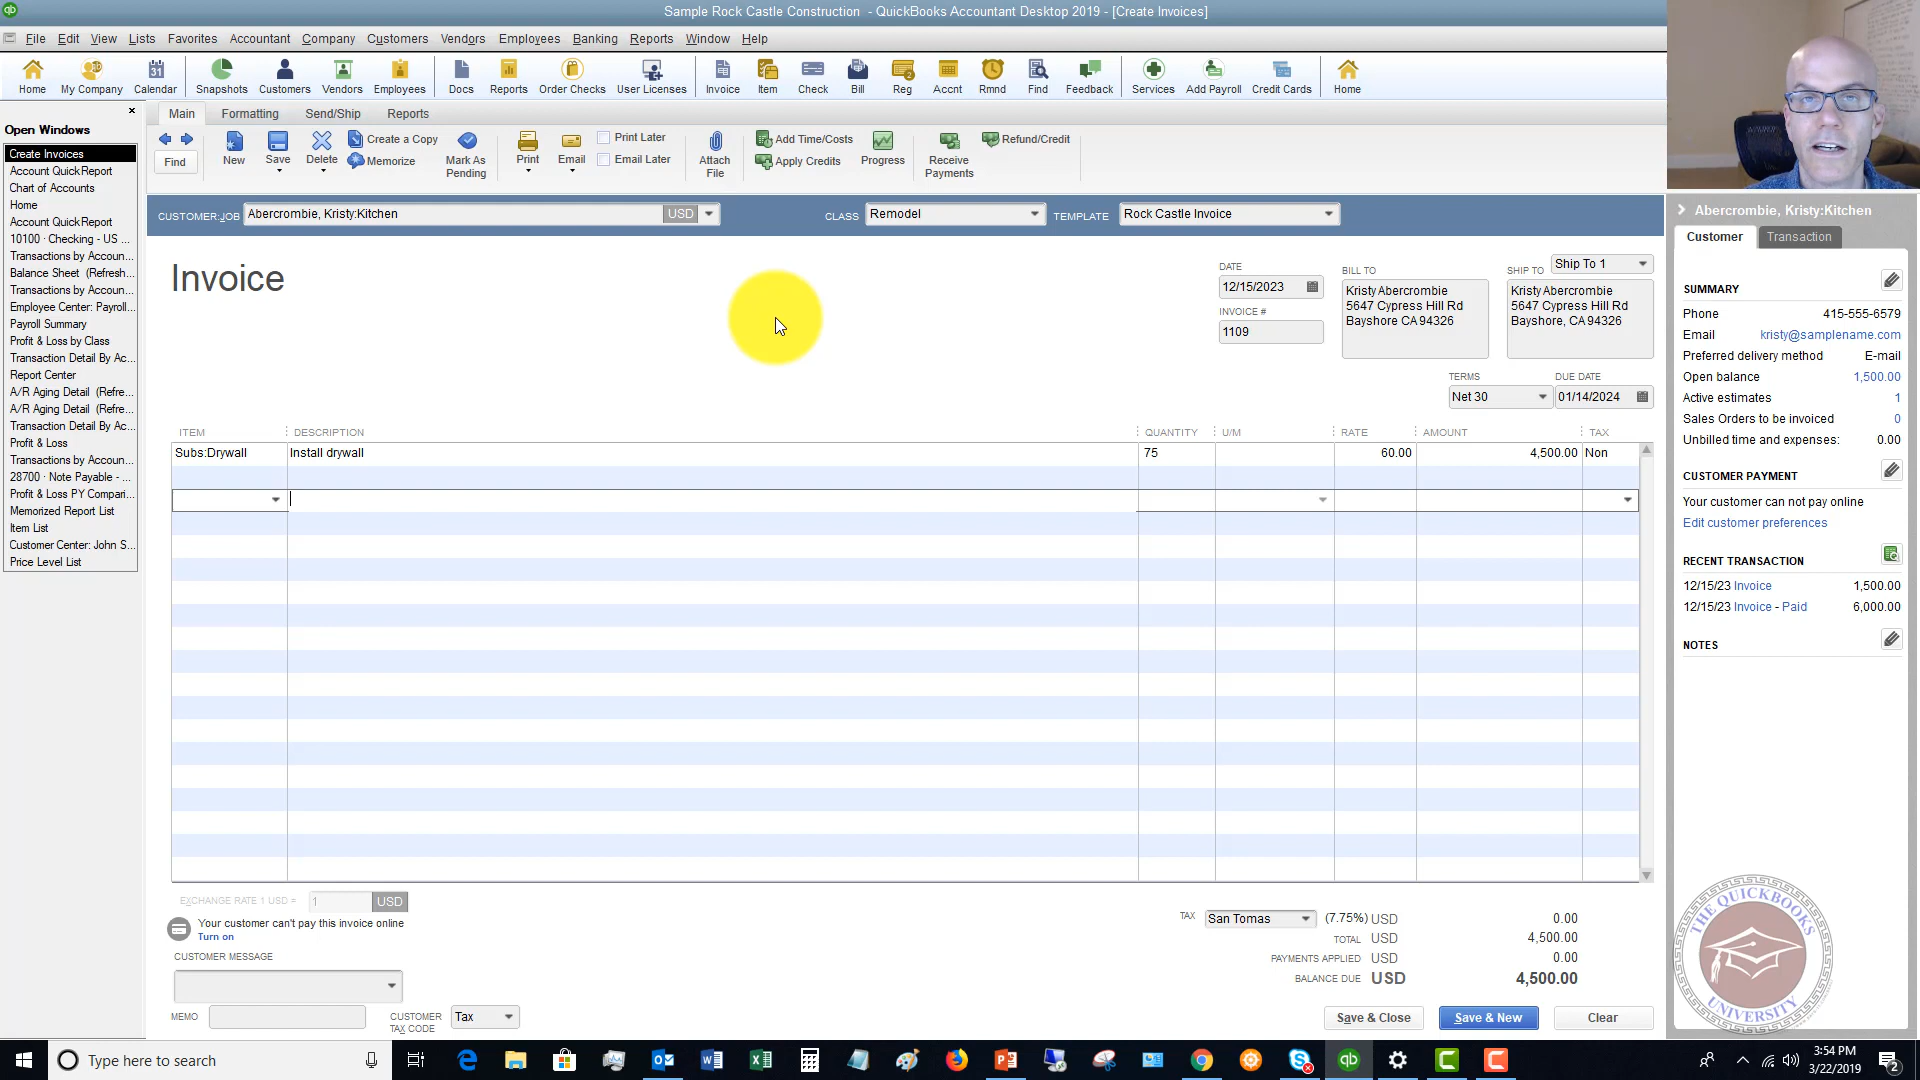 Sample Rock Castle Construction - QuickBooks Accountant Desktop 2019 - [Create Invoices]
File Edit View Lists Favorites Accountant Company Customers Vendors Employees Banking Reports Window Help
Home My Company Calendar Snapshots Customers Vendors Employees Docs Reports Order Checks User Licenses Invoice Item Check Bill Reg Accnt Rmnd Find Feedback Services Add Payroll Credit Cards Home
Main Formatting Send/Ship Reports
Find New Save Delete Create a Copy Memorize Mark As Pending Print Email Print Later Email Later Attach File Add Time/Costs Apply Credits Progress Receive Payments Refund/Credit
Open Windows
Create Invoices
Account QuickReport
Chart of Accounts
Home
Account QuickReport
10100 · Checking - US ...
Transactions by Accoun...
Balance Sheet (Refresh...
Transactions by Accoun...
Employee Center: Payroll...
Payroll Summary
Profit & Loss by Class
Transaction Detail By Ac...
Report Center
A/R Aging Detail (Refre...
A/R Aging Detail (Refre...
Transaction Detail By Ac...
Profit & Loss
Transactions by Accoun...
28700 · Note Payable - ...
Profit & Loss PY Compari...
Memorized Report List
Item List
Customer Center: John S...
Price Level List
CUSTOMER:JOB Abercrombie, Kristy:Kitchen USD CLASS Remodel TEMPLATE Rock Castle Invoice
Invoice
DATE
12/15/2023
INVOICE #
1109
BILL TO
Kristy Abercrombie
5647 Cypress Hill Rd
Bayshore CA 94326
SHIP TO Ship To 1
Kristy Abercrombie
5647 Cypress Hill Rd
Bayshore, CA 94326
TERMS DUE DATE
Net 30 01/14/2024
ITEM DESCRIPTION QUANTITY U/M RATE AMOUNT TAX
Subs:Drywall Install drywall 75 60.00 4,500.00 Non
EXCHANGE RATE 1 USD = 1 USD
Your customer can't pay this invoice online
Turn on
CUSTOMER MESSAGE
MEMO CUSTOMER TAX CODE Tax
TAX San Tomas (7.75%) USD 0.00
TOTAL USD 4,500.00
PAYMENTS APPLIED USD 0.00
BALANCE DUE USD 4,500.00
Save & Close Save & New Clear
Abercrombie, Kristy:Kitchen
Customer Transaction
SUMMARY
Phone 415-555-6579
Email kristy@samplename.com
Preferred delivery method E-mail
Open balance 1,500.00
Active estimates 1
Sales Orders to be invoiced 0
Unbilled time and expenses: 0.00
CUSTOMER PAYMENT
Your customer can not pay online
Edit customer preferences
RECENT TRANSACTION
12/15/23 Invoice 1,500.00
12/15/23 Invoice - Paid 6,000.00
NOTES
THE QUICKBOOKS UNIVERSITY
Type here to search
3:54 PM
3/22/2019
2